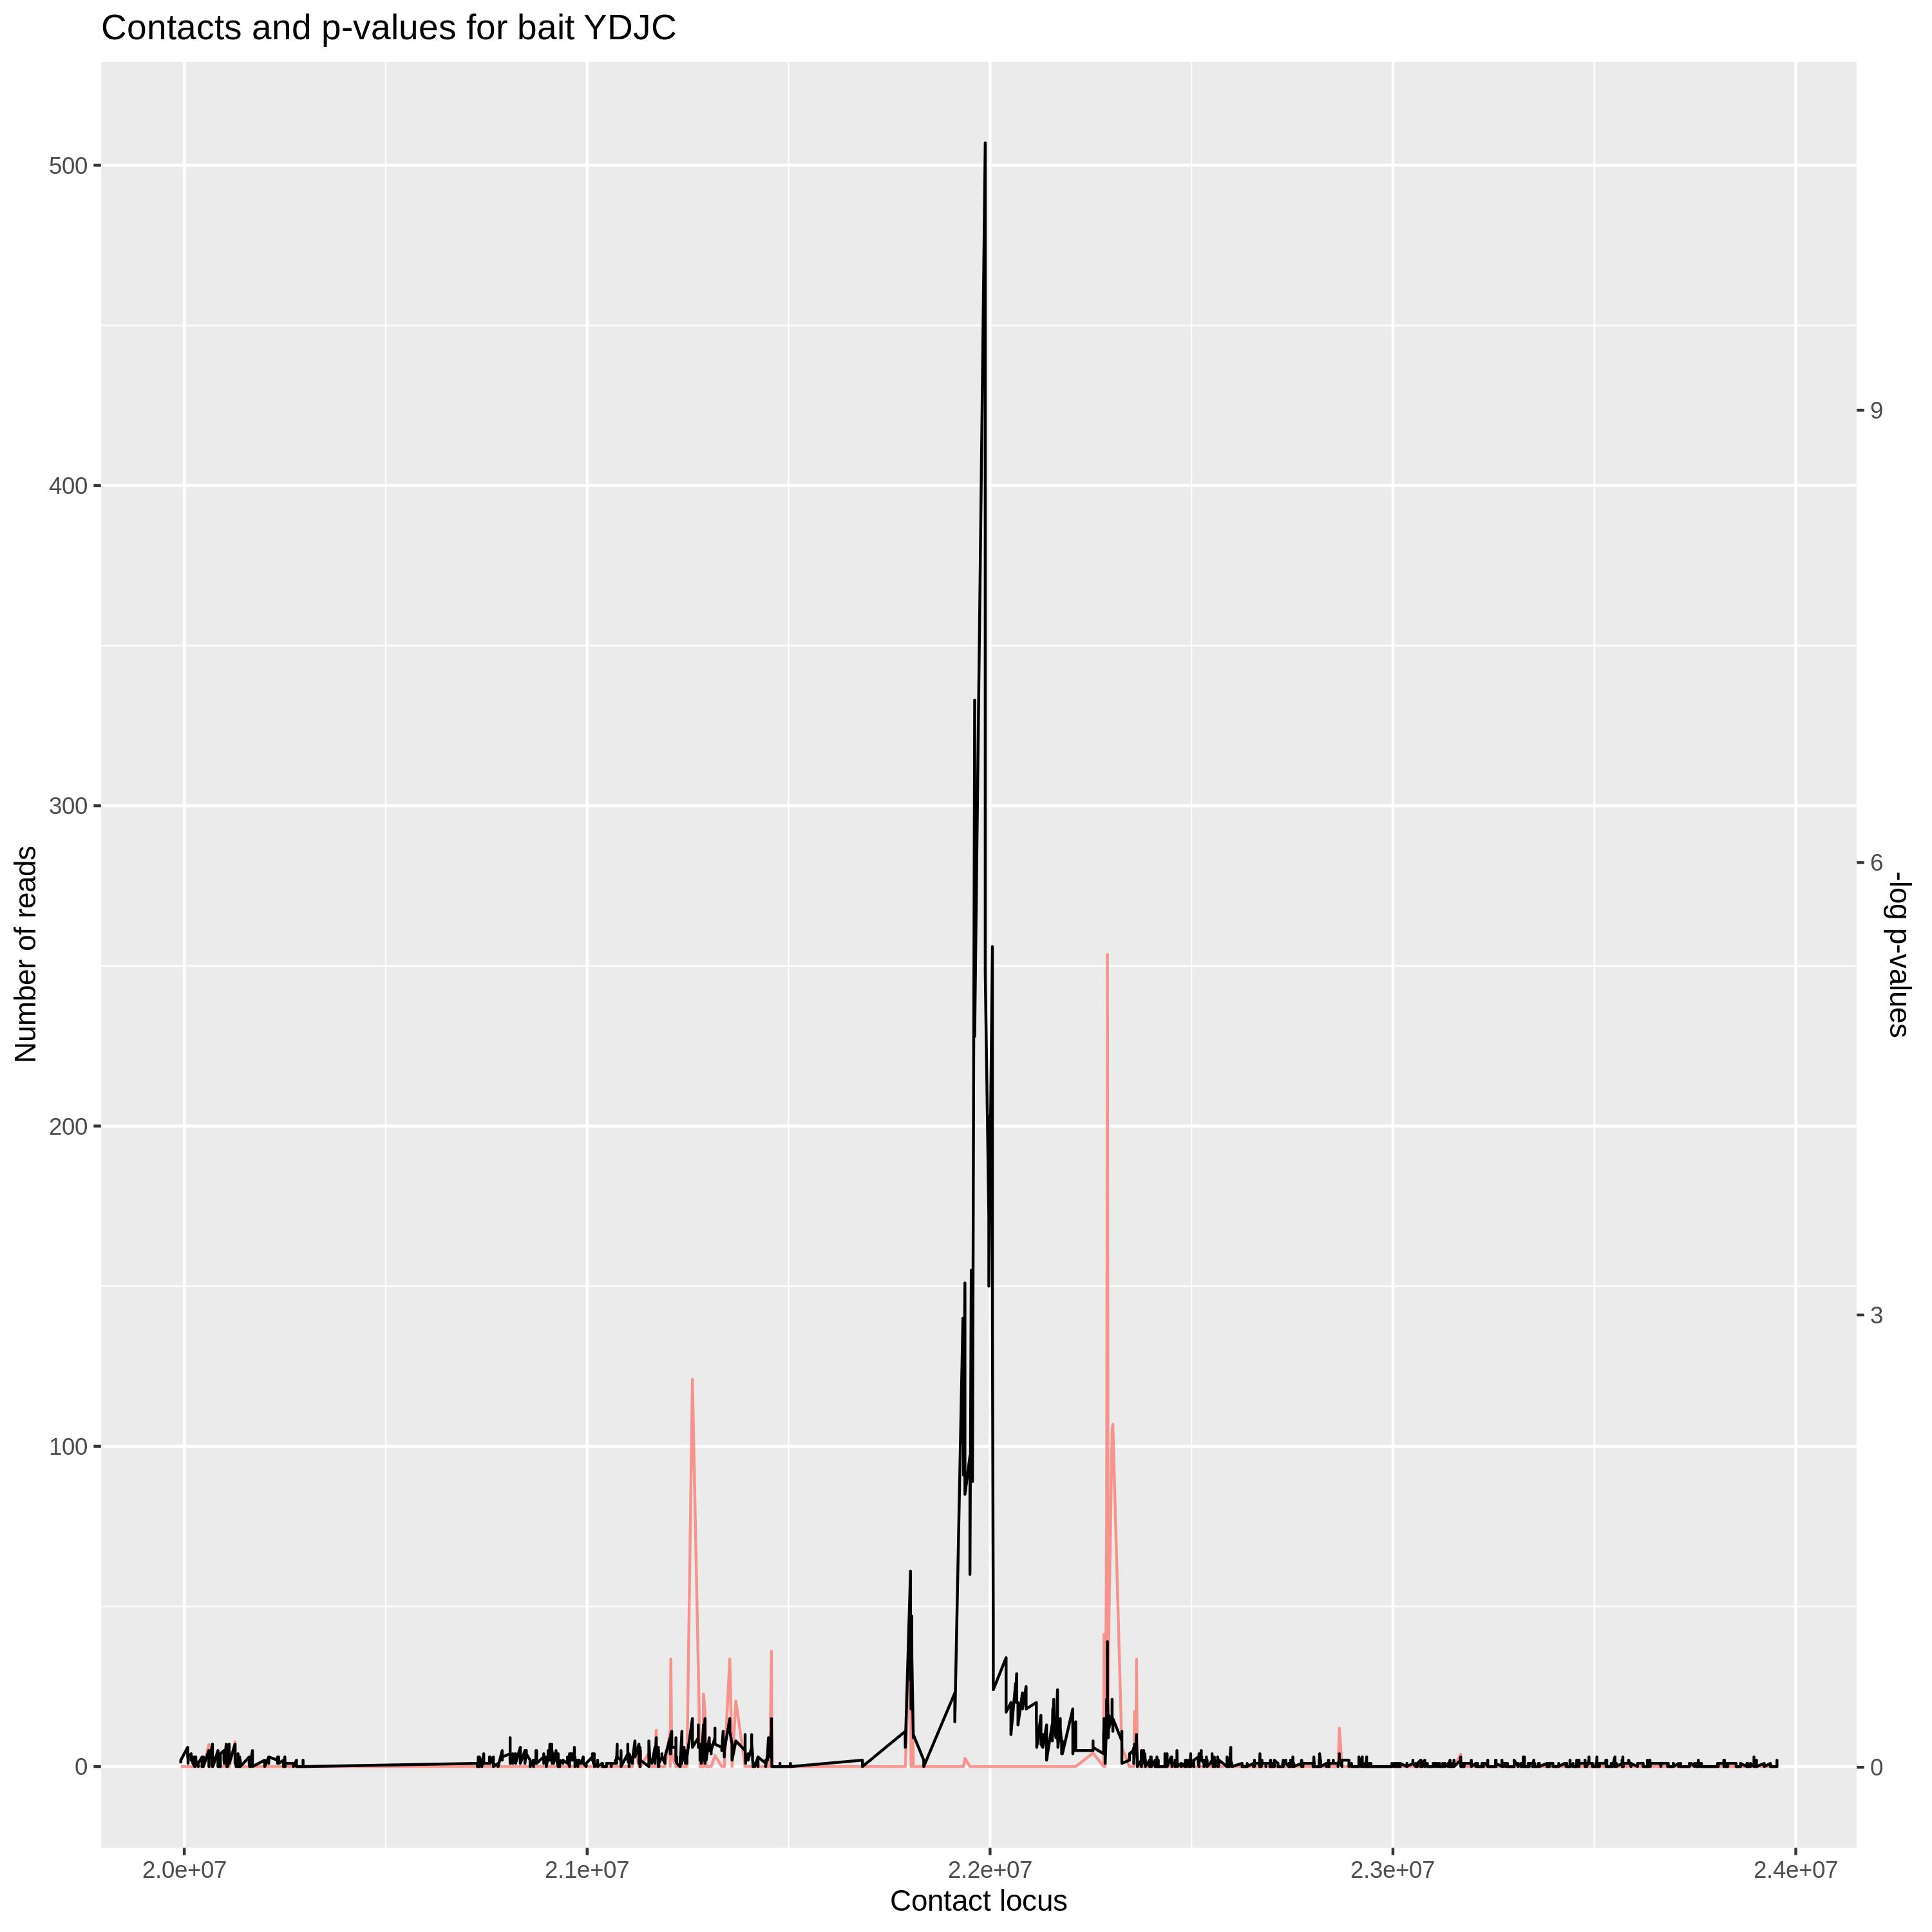 Contacts and p-values for bait YDJC
500
400
300
200
100
0
Number of reads
9
6
3
0
-log p-values
2.0e+07
2.1e+07
2.2e+07
2.3e+07
2.4e+07
Contact locus